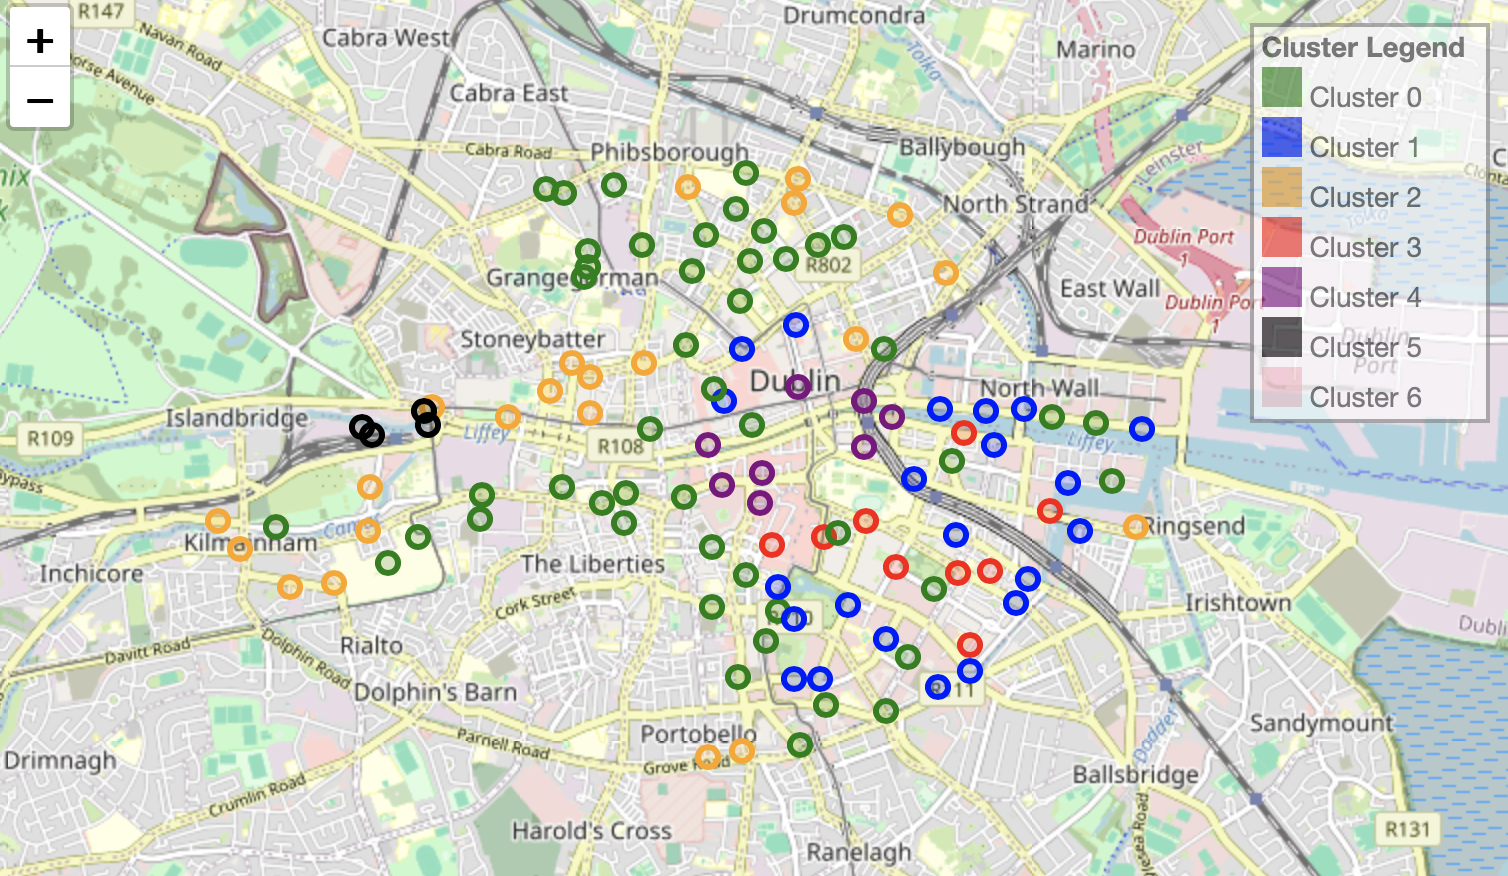 R147
Drumcondra
+
Navan Road
Cabra West
Marino
Cluster Legend
Tolka
−
Cabra East
Cluster 0
Phibsborough
Cabra Road
Ballybough
Cluster 1
Leinster
North Strand
Cluster 2
Dublin Port
1
Cluster 3
R802
Grangegorman
East Wall
Dublin Port
1
Cluster 4
Stoneybatter
Cluster 5
Dublin
Port
Dublin
North Wall
Cluster 6
Islandbridge
R109
Liffey
R108
Liffey
Kilmainham
Ringsend
Inchicore
The Liberties
Cork Street
Irishtown
Davitt Road
Rialto
Dolphin Road
Dolphin's Barn
Sandymount
Portobello
Parnell Road
Grove Road
Dodder
Drimnagh
Ballsbridge
Crumlin Road
Harold's Cross
R131
Ranelagh